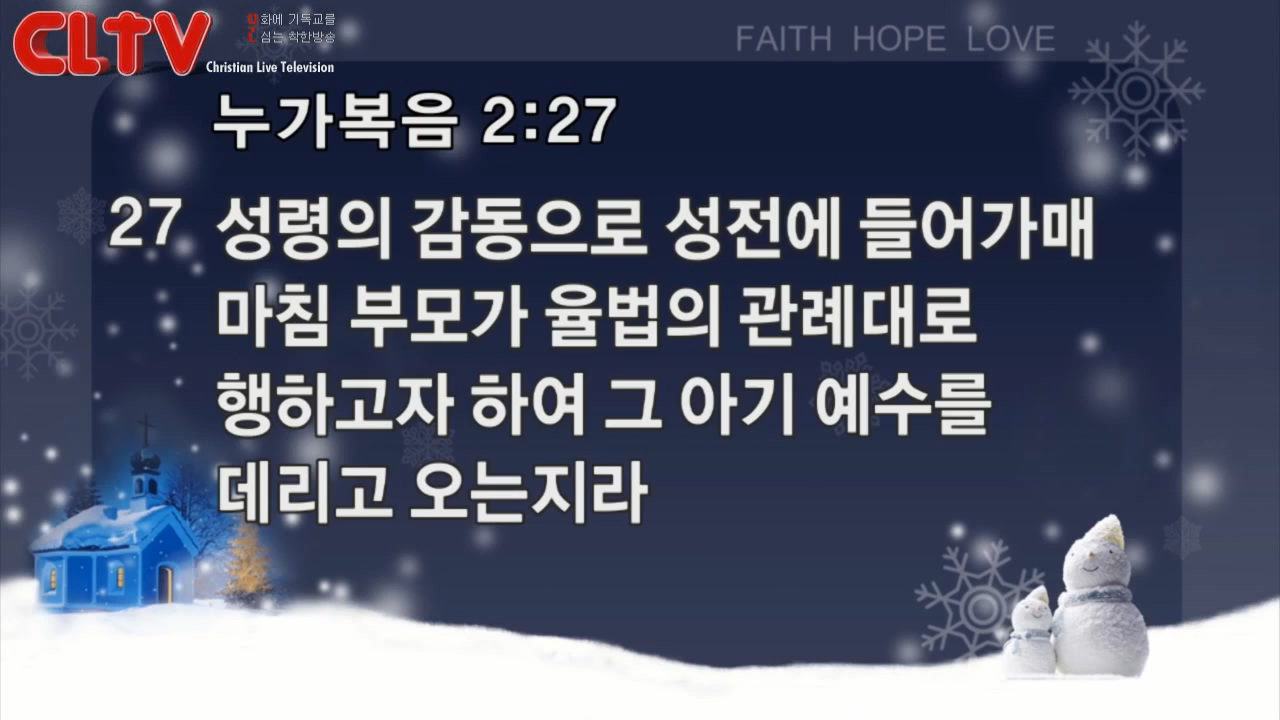 CLTV
문화에 기독교를
심는 착한방송
Christian Live Television
FAITH HOPE LOVE
누가복음 2:27
27 성령의 감동으로 성전에 들어가매
마침 부모가 율법의 관례대로
행하고자 하여 그 아기 예수를
데리고 오는지라